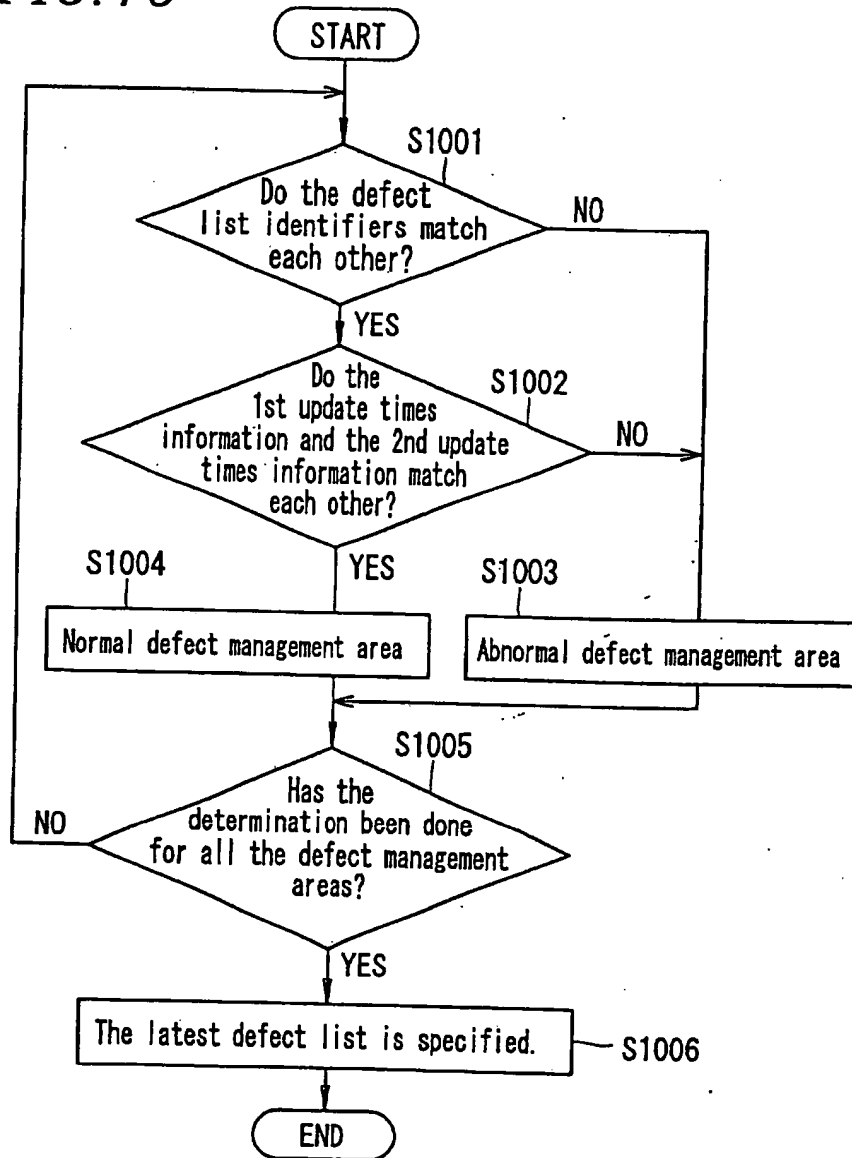 START
S1001
Do the defect
list identifiers match
each other?
NO
YES
Do the
1st update times
information and the 2nd update
times information match
each other?
S1002
NO
YES
S1004
Normal defect management area
S1003
Abnormal defect management area
S1005
Has the
determination been done
for all the defect management
areas?
NO
YES
The latest defect list is specified.
S1006
END